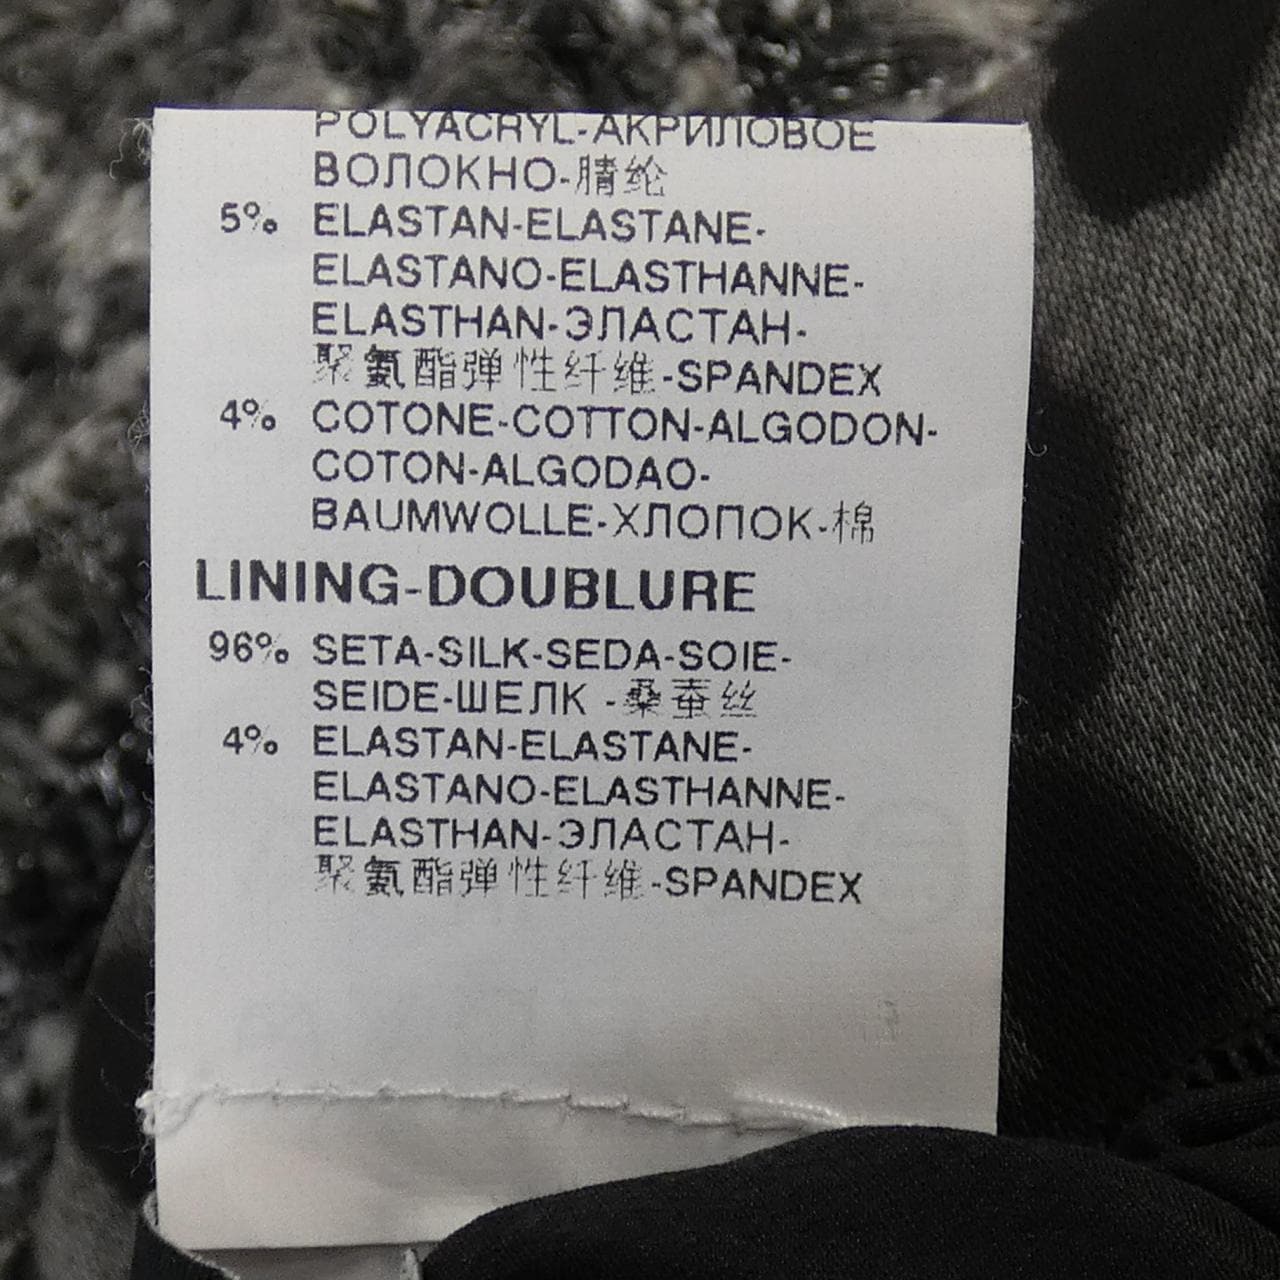 POLYACRYL-АКРИЛОВОЕ
ВОЛОКНО-腈纶
5% ELASTAN-ELASTANE-
ELASTANO-ELASTHANNE-
ELASTHAN-ЭЛАСТАН-
聚氨酯弹性纤维-SPANDEX
4% COTONE-COTTON-ALGODON-
COTON-ALGODAO-
BAUMWOLLE-ХЛОПОК-棉
LINING-DOUBLURE
96% SETA-SILK-SEDA-SOIE-
SEIDE-ШЕЛК -桑蚕丝
4% ELASTAN-ELASTANE-
ELASTANO-ELASTHANNE-
ELASTHAN-ЭЛАСТАН-
聚氨酯弹性纤维-SPANDEX